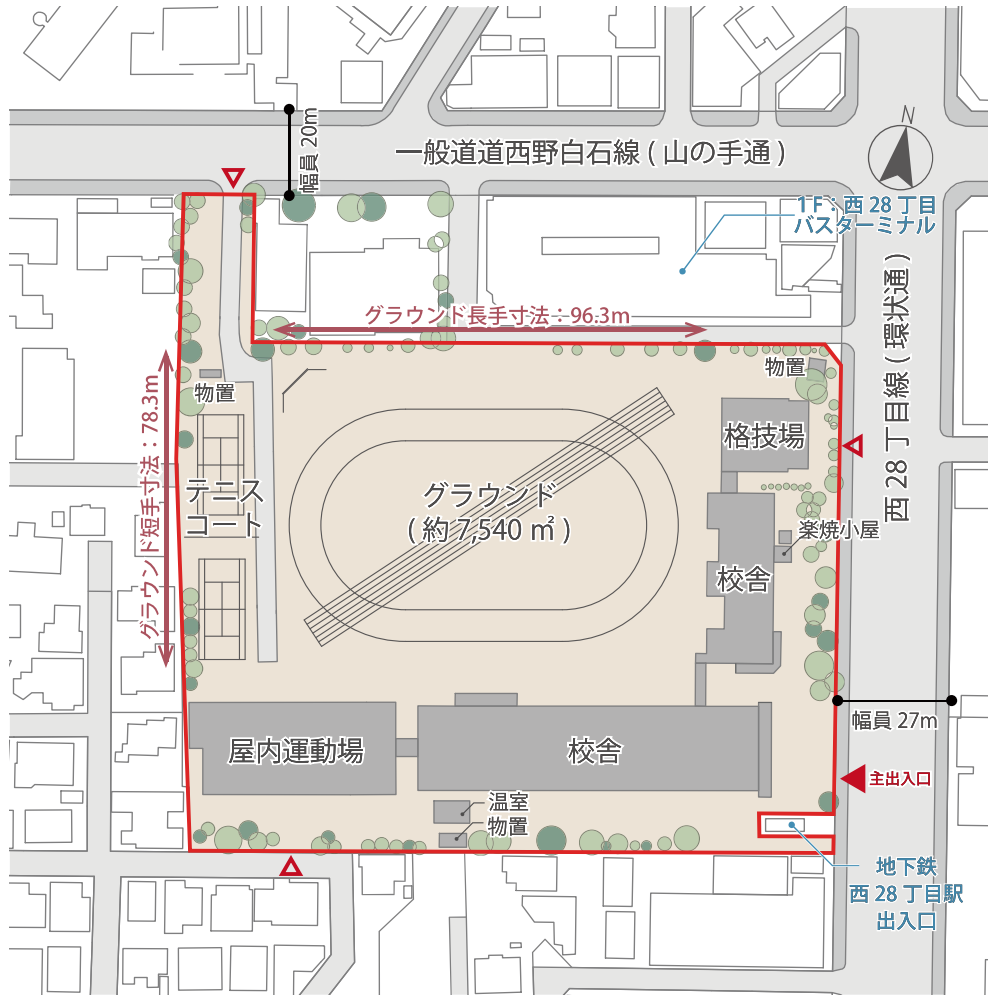 幅員 20m
一般道道西野白石線 ( 山の手通 )
N
1F：西 28 丁目
バスターミナル
西 28 丁目線 ( 環状通 )
グラウンド長手寸法：96.3m
グラウンド短手寸法：78.3m
物置
物置
格技場
テニス
コート
グラウンド
( 約 7,540 ㎡ )
楽焼小屋
校舎
幅員 27m
屋内運動場
校舎
主出入口
温室
物置
地下鉄
西 28 丁目駅
出入口